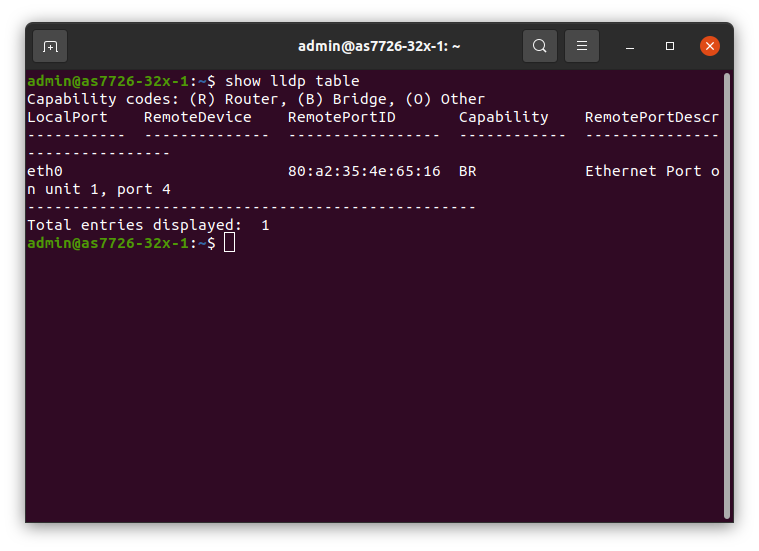 admin@as7726-32x-1: ~
admin@as7726-32x-1:~$ show lldp table
Capability codes: (R) Router, (B) Bridge, (O) Other
LocalPort    RemoteDevice    RemotePortID       Capability    RemotePortDescr
-----------  --------------  -----------------  ------------  ---------------
----------------
eth0                         80:a2:35:4e:65:16  BR            Ethernet Port o
n unit 1, port 4
--------------------------------------------------
Total entries displayed:  1
admin@as7726-32x-1:~$